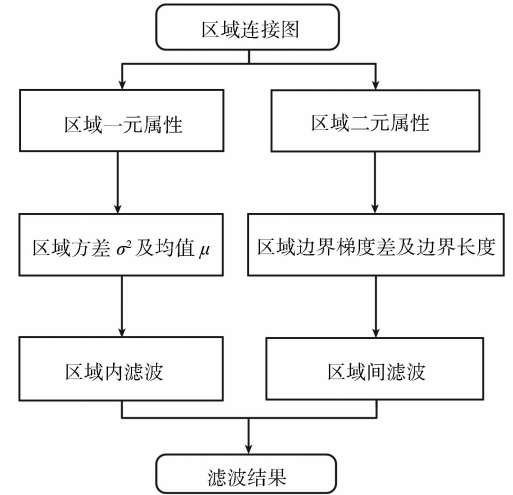 区域连接图
区域一元属性
区域二元属性
区域方差 σ² 及均值 μ
区域边界梯度差及边界长度
区域内滤波
区域间滤波
滤波结果